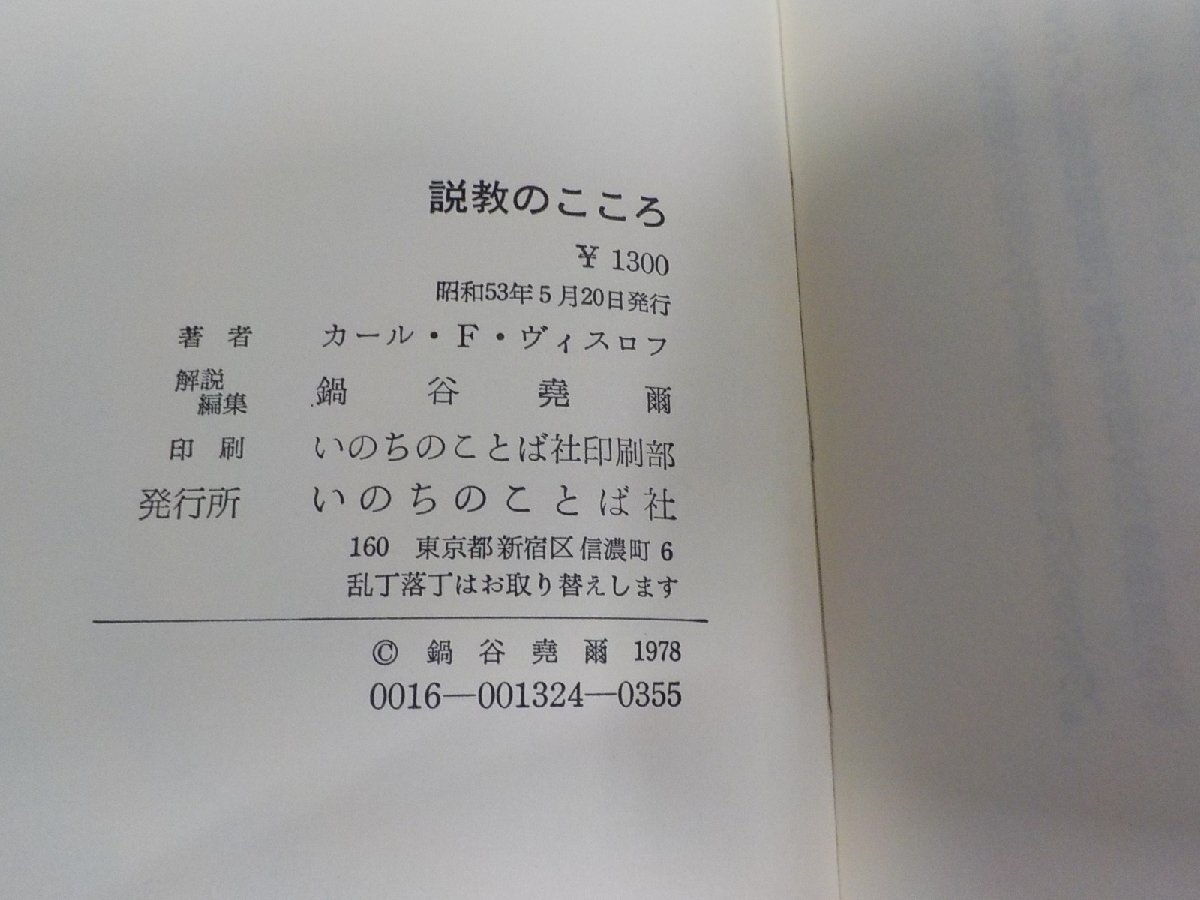 説教のこころ
¥ 1300
昭和53年5月20日発行
著者 カール・F・ヴィスロフ
解説
編集 鍋谷堯爾
印刷 いのちのことば社印刷部
発行所 いのちのことば社
160 東京都新宿区信濃町6
乱丁落丁はお取り替えします
© 鍋谷堯爾 1978
0016—001324—0355